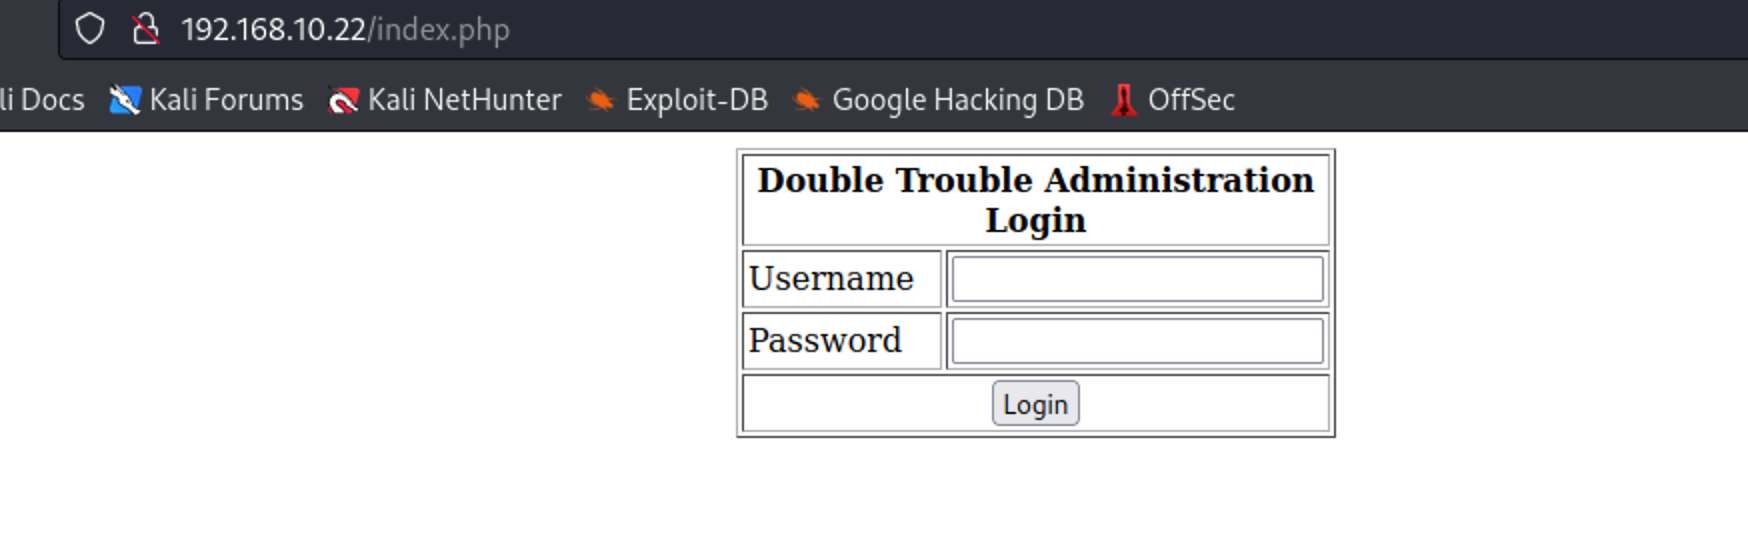 192.168.10.22/index.php
li Docs Kali Forums Kali NetHunter Exploit-DB Google Hacking DB OffSec
Double Trouble Administration
Login
Username
Password
Login